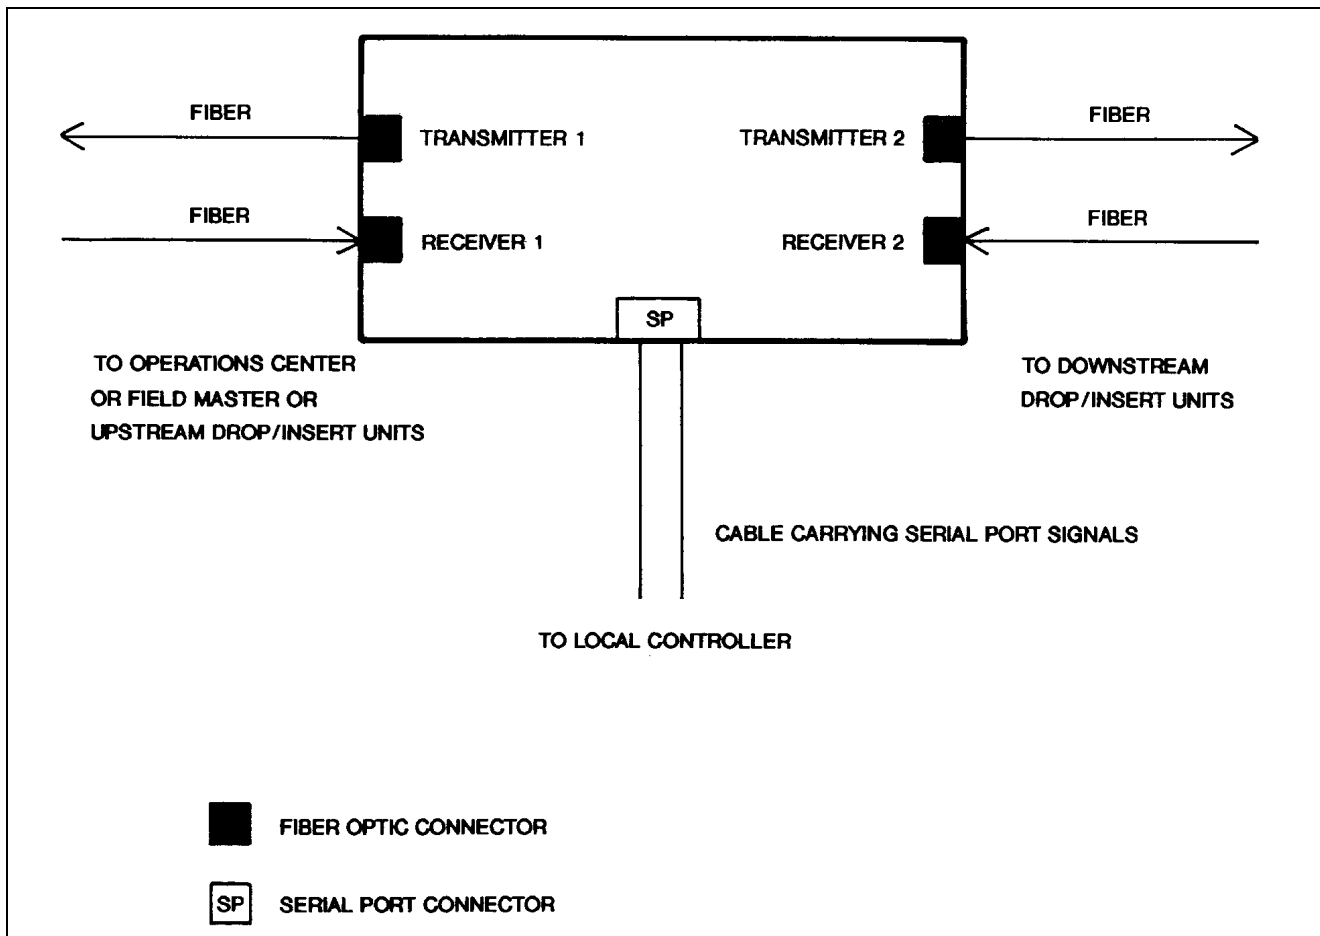 FIBER
FIBER
TRANSMITTER 1
TRANSMITTER 2
FIBER
FIBER
RECEIVER 1
RECEIVER 2
SP
TO OPERATIONS CENTER
OR FIELD MASTER OR
UPSTREAM DROP/INSERT UNITS
TO DOWNSTREAM
DROP/INSERT UNITS
CABLE CARRYING SERIAL PORT SIGNALS
TO LOCAL CONTROLLER
FIBER OPTIC CONNECTOR
SP SERIAL PORT CONNECTOR